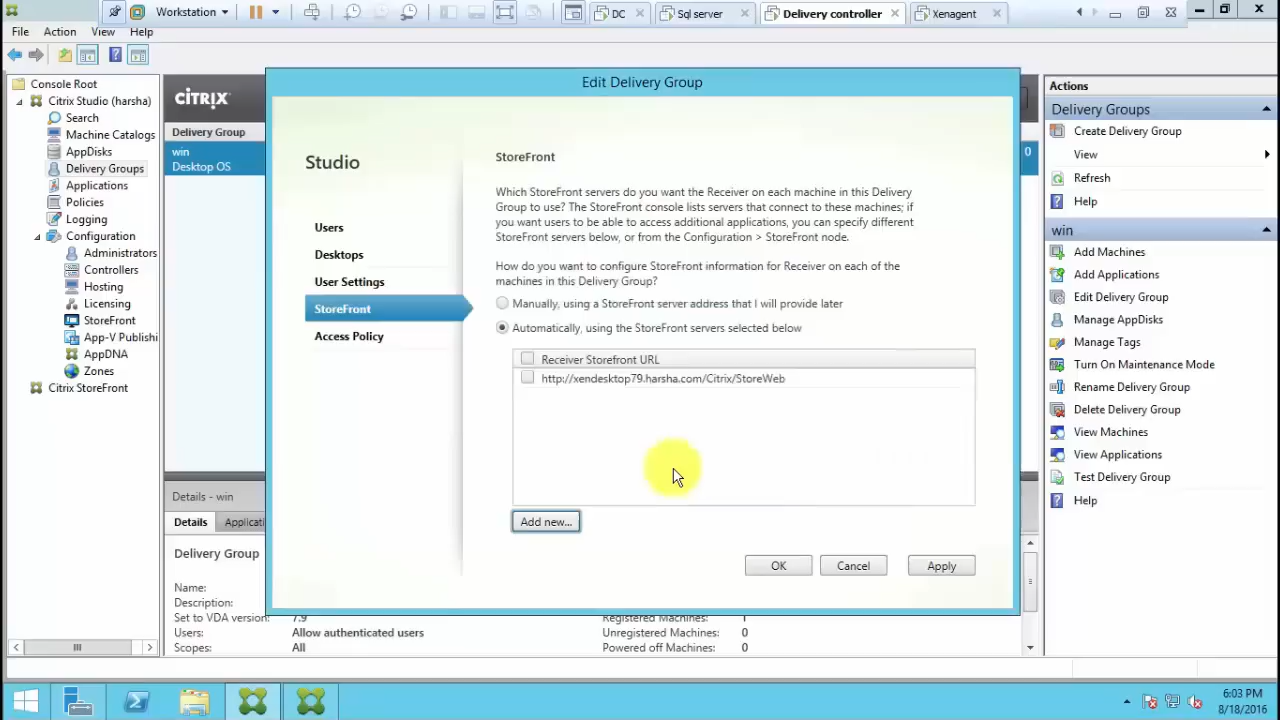 Workstation
DC
Sql server
Delivery controller
Xenagent
File
Action
View
Help
Console Root
Citrix Studio (harsha)
Search
Machine Catalogs
AppDisks
Delivery Groups
Applications
Policies
Logging
Configuration
Administrators
Controllers
Hosting
Licensing
StoreFront
App-V Publishi
AppDNA
Zones
Citrix StoreFront
CITRIX
Delivery Group
win
Desktop OS
0
Details - win
Details
Applicati
Delivery Group
Name:
Description:
Set to VDA version:
7.9
Users:
Allow authenticated users
Scopes:
All
Registered Machines:
1
Unregistered Machines:
0
Powered off Machines:
0
Edit Delivery Group
Studio
Users
Desktops
User Settings
StoreFront
Access Policy
StoreFront
Which StoreFront servers do you want the Receiver on each machine in this Delivery
Group to use? The StoreFront console lists servers that connect to these machines; if
you want users to be able to access additional applications, you can specify different
StoreFront servers below, or from the Configuration > StoreFront node.
How do you want to configure StoreFront information for Receiver on each of the
machines in this Delivery Group?
Manually, using a StoreFront server address that I will provide later
Automatically, using the StoreFront servers selected below
Receiver Storefront URL
http://xendesktop79.harsha.com/Citrix/StoreWeb
Add new...
OK
Cancel
Apply
Actions
Delivery Groups
Create Delivery Group
View
Refresh
Help
win
Add Machines
Add Applications
Edit Delivery Group
Manage AppDisks
Manage Tags
Turn On Maintenance Mode
Rename Delivery Group
Delete Delivery Group
View Machines
View Applications
Test Delivery Group
Help
6:03 PM
8/18/2016